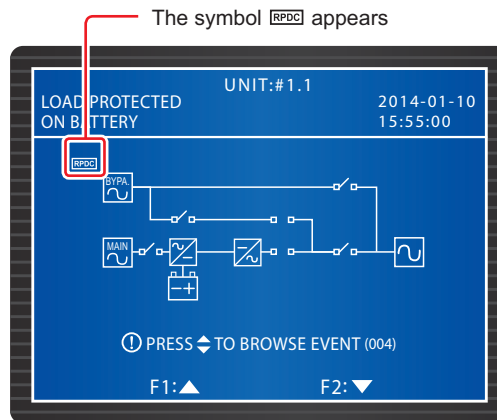 The symbol RPDC appears
UNIT:#1.1
LOAD PROTECTED
ON BATTERY
2014-01-10
15:55:00
RPDC
BYPA.
MAIN
PRESS TO BROWSE EVENT (004)
F1:
F2: